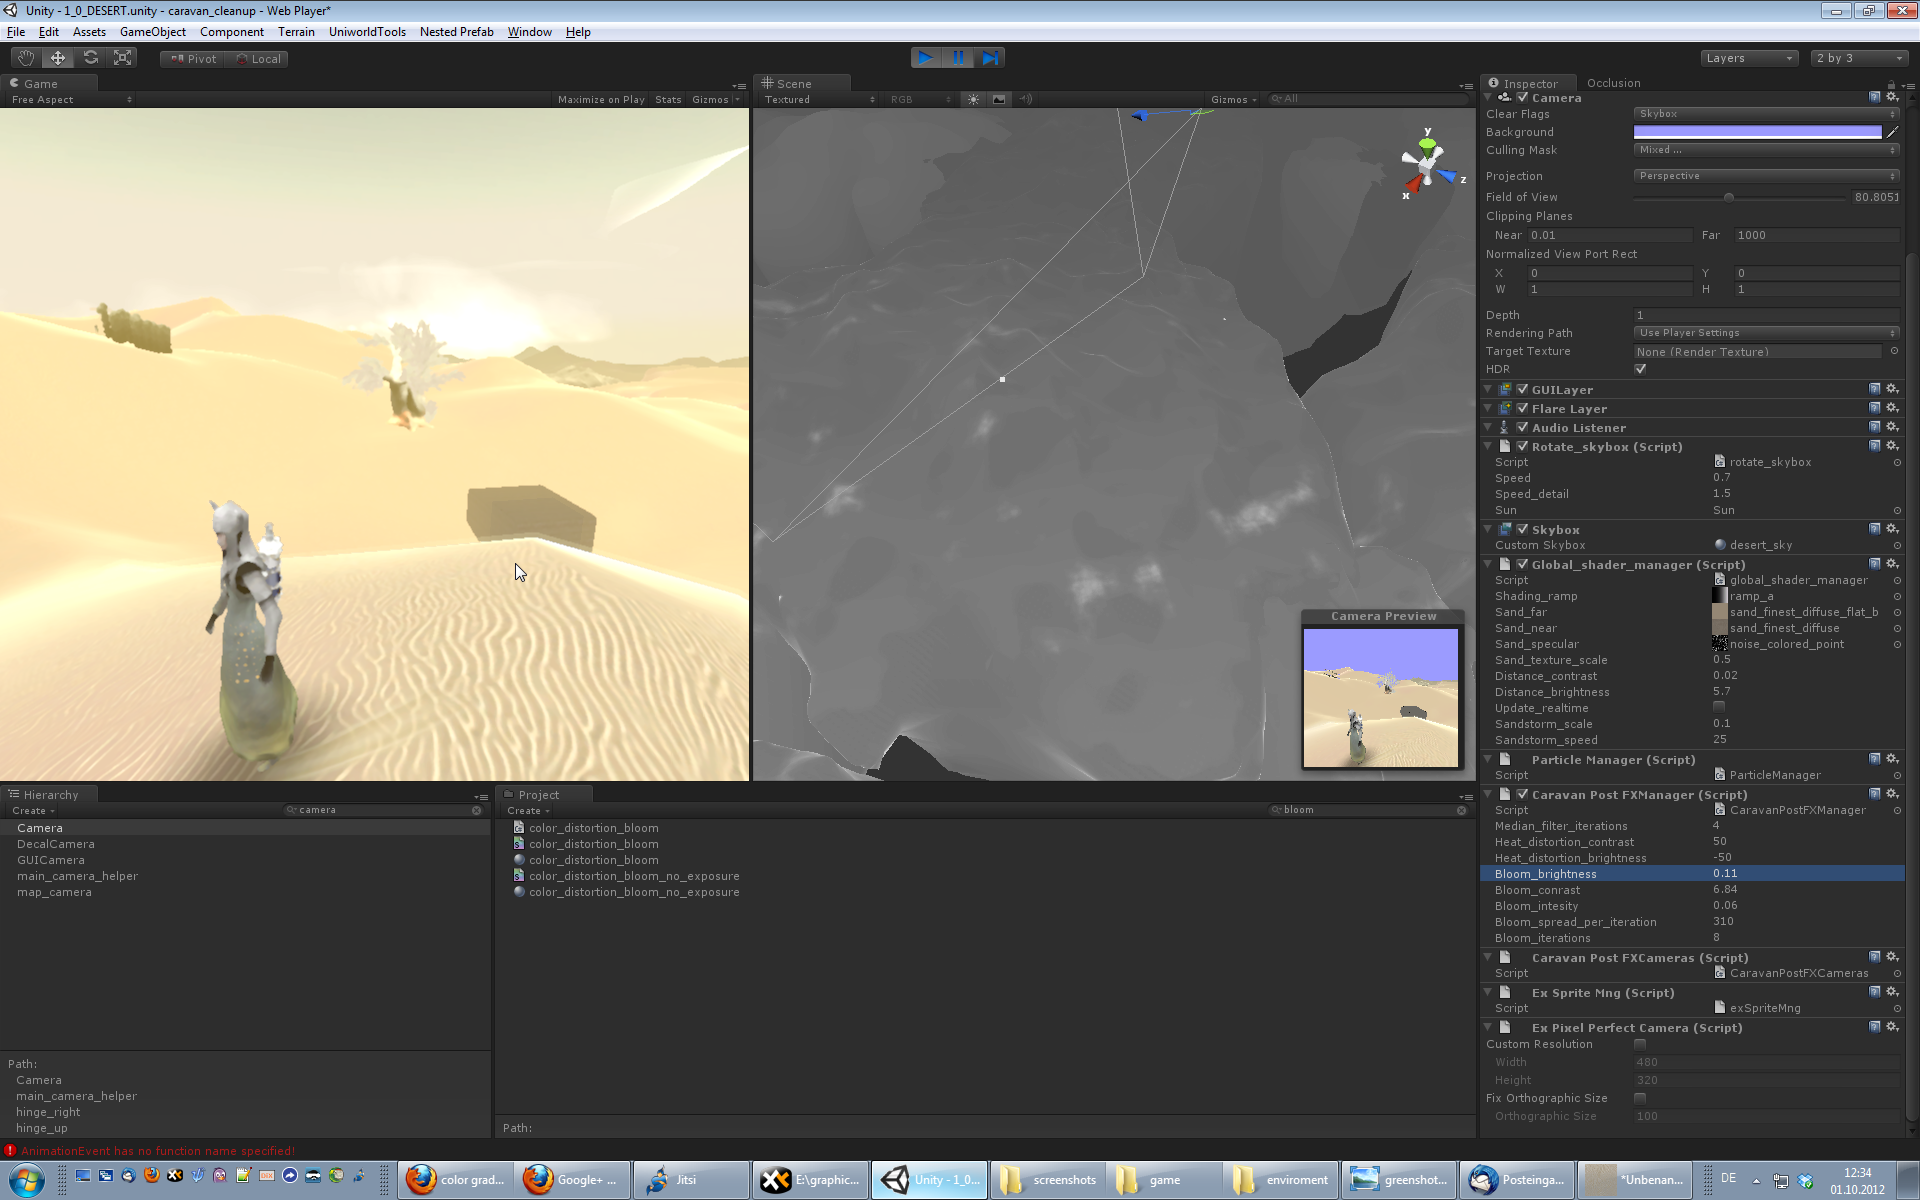 Unity - 1_0_DESERT.unity - caravan_cleanup - Web Player*
File Edit Assets GameObject Component Terrain UniworldTools Nested Prefab Window Help
Pivot Local
Layers 2 by 3
Game
Free Aspect Maximize on Play Stats Gizmos
Scene
Textured RGB Gizmos All
y
z
x
Camera Preview
Hierarchy
Create camera
Camera
DecalCamera
GUICamera
main_camera_helper
map_camera
Path:
Camera
main_camera_helper
hinge_right
hinge_up
Project
Create bloom
color_distortion_bloom
color_distortion_bloom
color_distortion_bloom
color_distortion_bloom_no_exposure
color_distortion_bloom_no_exposure
Path:
Inspector Occlusion
Camera
Clear Flags Skybox
Background
Culling Mask Mixed ...
Projection Perspective
Field of View 80.8051
Clipping Planes
Near 0.01 Far 1000
Normalized View Port Rect
X 0 Y 0
W 1 H 1
Depth 1
Rendering Path Use Player Settings
Target Texture None (Render Texture)
HDR
GUILayer
Flare Layer
Audio Listener
Rotate_skybox (Script)
Script rotate_skybox
Speed 0.7
Speed_detail 1.5
Sun Sun
Skybox
Custom Skybox desert_sky
Global_shader_manager (Script)
Script global_shader_manager
Shading_ramp ramp_a
Sand_far sand_finest_diffuse_flat_b
Sand_near sand_finest_diffuse
Sand_specular noise_colored_point
Sand_texture_scale 0.5
Distance_contrast 0.02
Distance_brightness 5.7
Update_realtime
Sandstorm_scale 0.1
Sandstorm_speed 25
Particle Manager (Script)
Script ParticleManager
Caravan Post FXManager (Script)
Script CaravanPostFXManager
Median_filter_iterations 4
Heat_distortion_contrast 50
Heat_distortion_brightness -50
Bloom_brightness 0.11
Bloom_conrast 6.84
Bloom_intesity 0.06
Bloom_spread_per_iteration 310
Bloom_iterations 8
Caravan Post FXCameras (Script)
Script CaravanPostFXCameras
Ex Sprite Mng (Script)
Script exSpriteMng
Ex Pixel Perfect Camera (Script)
Custom Resolution
Width 480
Height 320
Fix Orthographic Size
Orthographic Size 100
AnimationEvent has no function name specified!
color grad... Google+ ... Jitsi E:\graphic... Unity - 1_0... screenshots game enviroment greenshot... Posteinga... *Unbenan... DE 12:34
01.10.2012